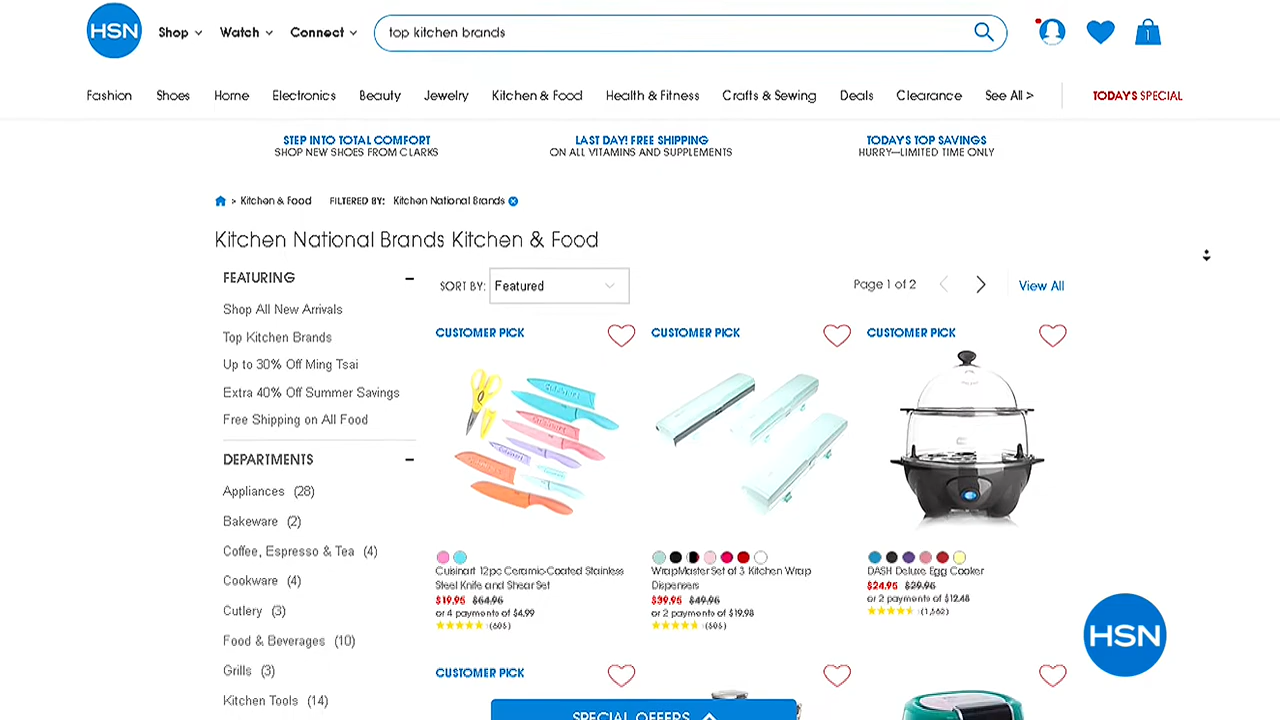 HSN
Shop
Watch
Connect
top kitchen brands
1
Fashion
Shoes
Home
Electronics
Beauty
Jewelry
Kitchen & Food
Health & Fitness
Crafts & Sewing
Deals
Clearance
See All >
TODAY'S SPECIAL
STEP INTO TOTAL COMFORT
SHOP NEW SHOES FROM CLARKS
LAST DAY! FREE SHIPPING
ON ALL VITAMINS AND SUPPLEMENTS
TODAY'S TOP SAVINGS
HURRY—LIMITED TIME ONLY
> Kitchen & Food FILTERED BY: Kitchen National Brands
Kitchen National Brands Kitchen & Food
FEATURING
Shop All New Arrivals
Top Kitchen Brands
Up to 30% Off Ming Tsai
Extra 40% Off Summer Savings
Free Shipping on All Food
DEPARTMENTS
Appliances (28)
Bakeware (2)
Coffee, Espresso & Tea (4)
Cookware (4)
Cutlery (3)
Food & Beverages (10)
Grills (3)
Kitchen Tools (14)
SORT BY: Featured
Page 1 of 2
View All
CUSTOMER PICK
Cuisinart 12pc Ceramic-Coated Stainless
Steel Knife and Shear Set
$19.95 $64.95
or 4 payments of $4.99
CUSTOMER PICK
WrapMaster Set of 3 Kitchen Wrap
Dispensers
$39.95 $49.95
or 2 payments of $19.98
CUSTOMER PICK
DASH Deluxe Egg Cooker
$24.95 $29.95
or 2 payments of $12.48
CUSTOMER PICK
SPECIAL OFFERS
HSN